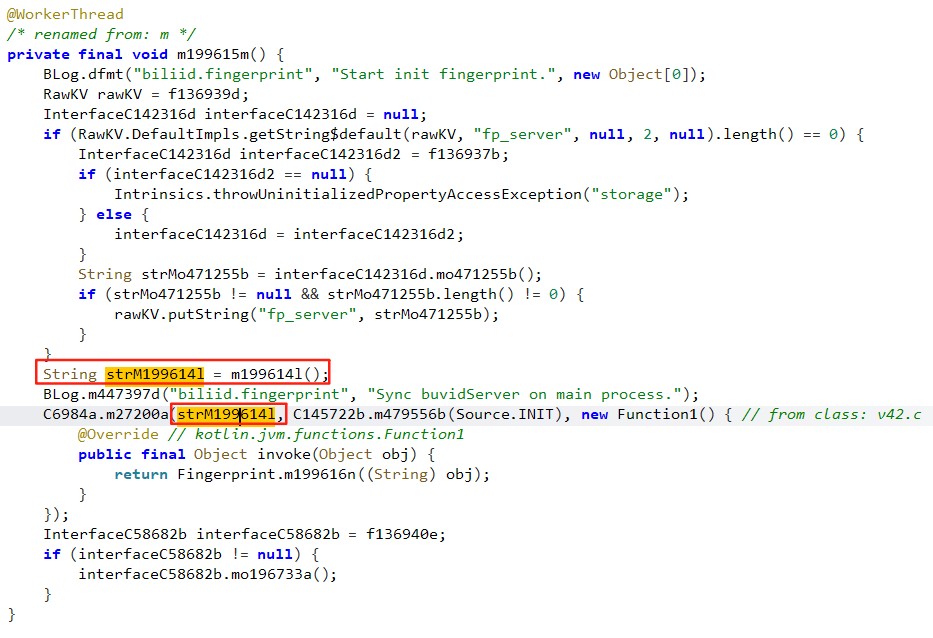 @WorkerThread
/* renamed from: m */
private final void m199615m() {
    BLog.dfmt("biliid.fingerprint", "Start init fingerprint.", new Object[0]);
    RawKV rawKV = f136939d;
    InterfaceC142316d interfaceC142316d = null;
    if (RawKV.DefaultImpls.getString$default(rawKV, "fp_server", null, 2, null).length() == 0) {
        InterfaceC142316d interfaceC142316d2 = f136937b;
        if (interfaceC142316d2 == null) {
            Intrinsics.throwUninitializedPropertyAccessException("storage");
        } else {
            interfaceC142316d = interfaceC142316d2;
        }
        String strMo471255b = interfaceC142316d.mo471255b();
        if (strMo471255b != null && strMo471255b.length() != 0) {
            rawKV.putString("fp_server", strMo471255b);
        }
    }
    String strM199614l = m199614l();
    BLog.m447397d("biliid.fingerprint", "Sync buvidServer on main process.");
    C6984a.m27200a(strM199614l, C145722b.m479556b(Source.INIT), new Function1() { // from class: v42.c
        @Override // kotlin.jvm.functions.Function1
        public final Object invoke(Object obj) {
            return Fingerprint.m199616n((String) obj);
        }
    });
    InterfaceC58682b interfaceC58682b = f136940e;
    if (interfaceC58682b != null) {
        interfaceC58682b.mo196733a();
    }
}